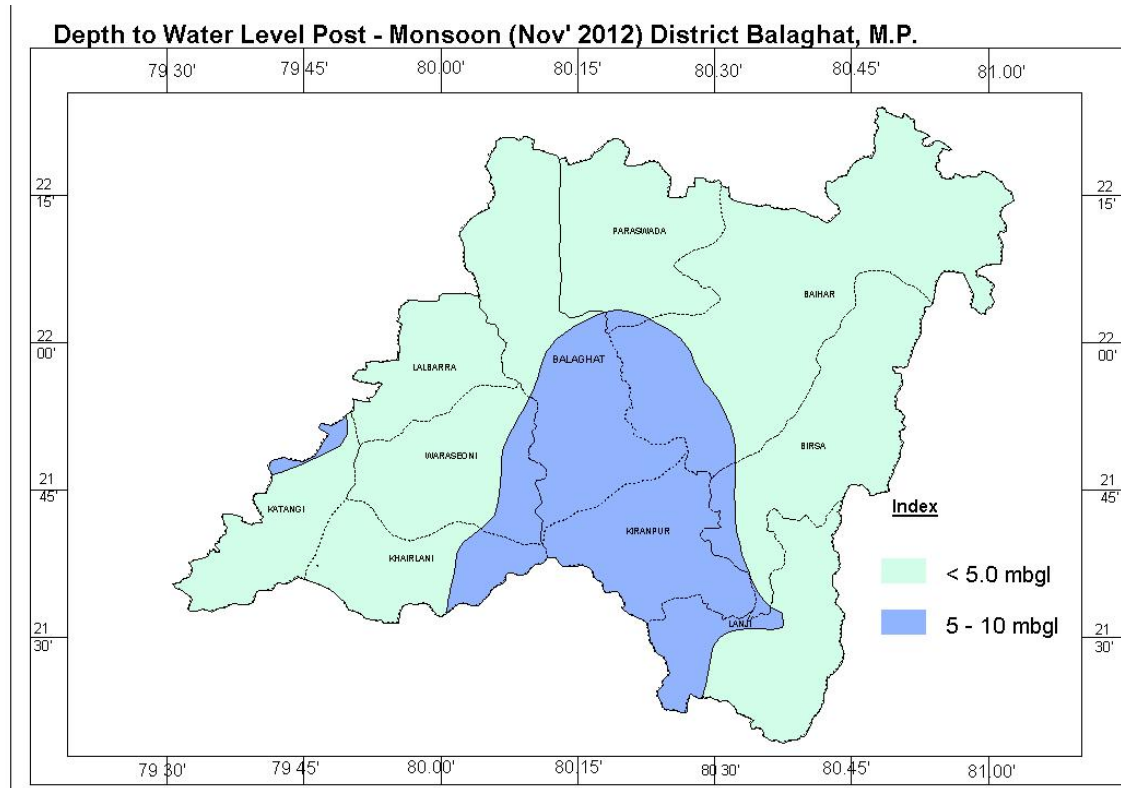 Depth to Water Level Post - Monsoon (Nov' 2012) District Balaghat, M.P.
79 30' 79 45' 80.00' 80.15' 80.30' 80.45' 81.00'
22
15'
22
15'
PARASWADA
BAIHAR
22
00'
22
00'
BALAGHAT
LALBARRA
BIRSA
WARASEONI
21
45'
21
45'
KATANGI
Index
KIRANPUR
KHAIRLANI
< 5.0 mbgl
LANJI
5 - 10 mbgl
21
30'
21
30'
79 30' 79 45' 80.00' 80.15' 80 30' 80.45' 81.00'